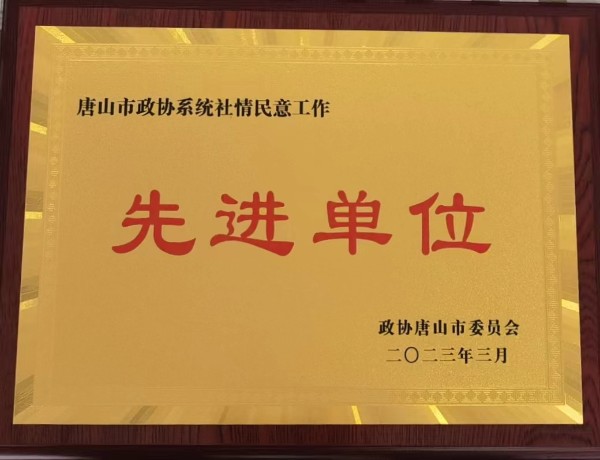 唐山市政协系统社情民意工作
先进单位
政协唐山市委员会
二〇二三年三月